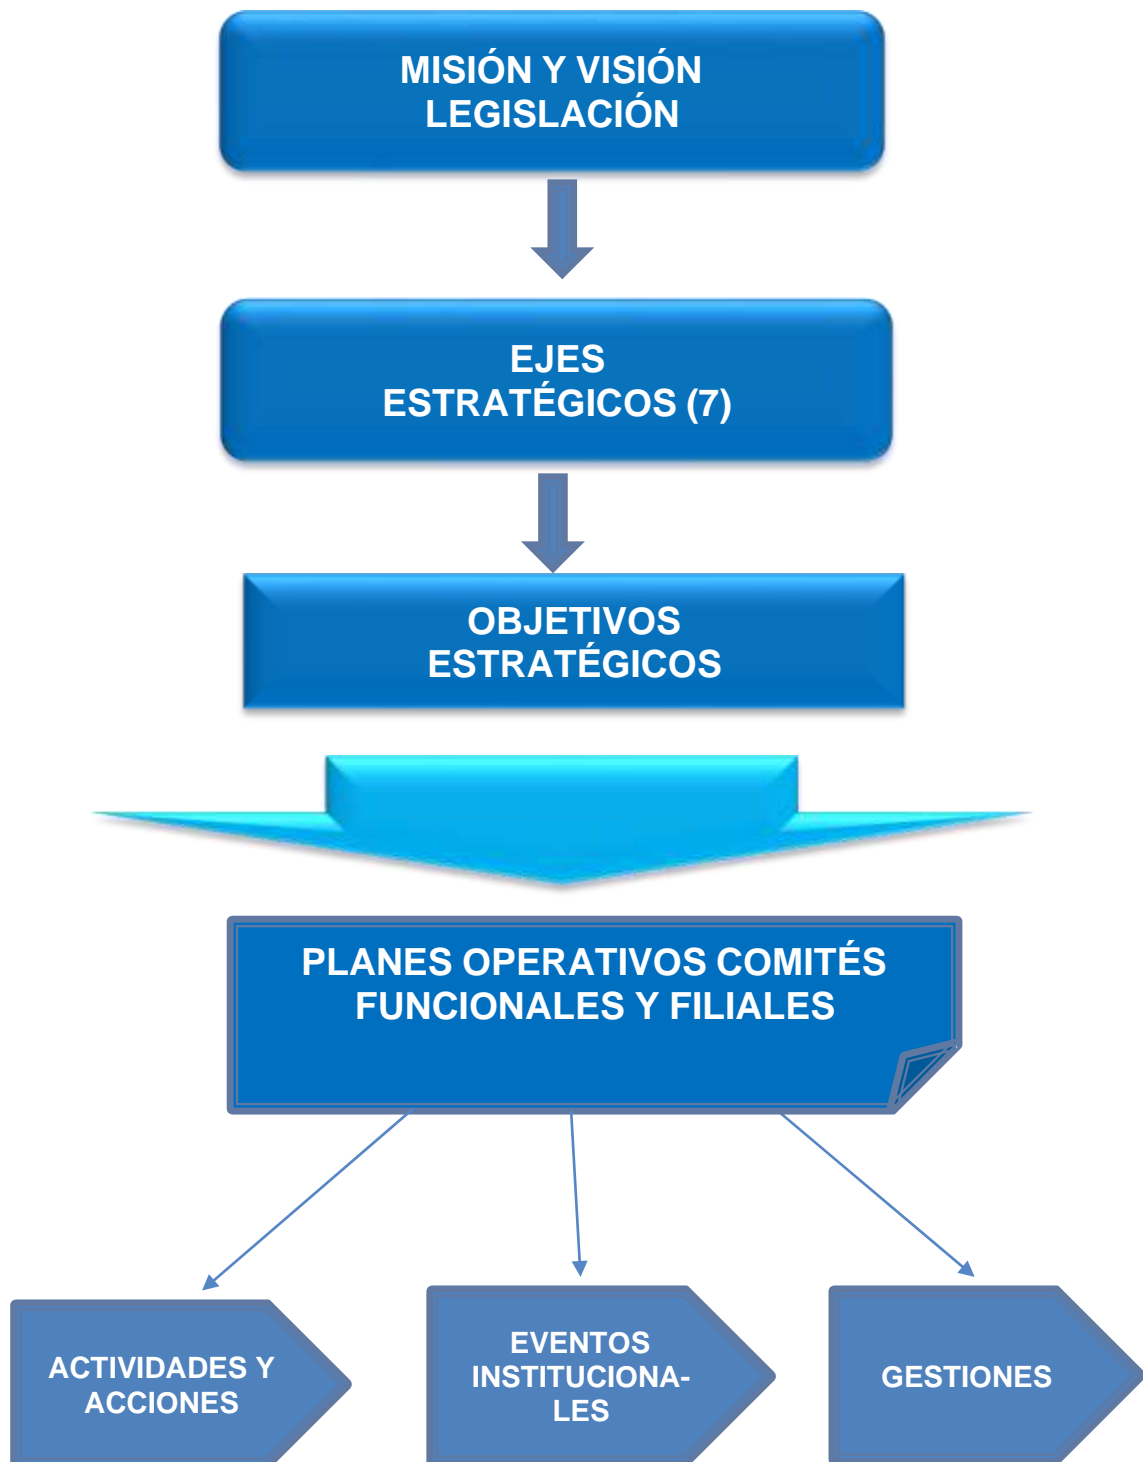 MISIÓN Y VISIÓN
LEGISLACIÓN
EJES
ESTRATÉGICOS (7)
OBJETIVOS
ESTRATÉGICOS
PLANES OPERATIVOS COMITÉS
FUNCIONALES Y FILIALES
ACTIVIDADES Y
ACCIONES
EVENTOS
INSTITUCIONA-
LES
GESTIONES